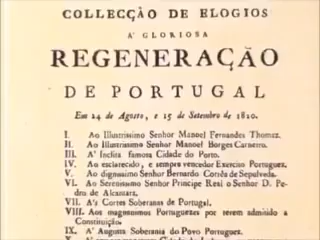 COLLECÇÃO DE ELOGIOS
A' GLORIOSA
REGENERAÇÃO
DE PORTUGAL
Em 24 de Agosto, e 15 de Setembro de 1820.
I. Ao Illustrissimo Senhor Manoel Fernandes Thomaz.
II. Ao Illustrissimo Senhor Manoel Borges Carneiro.
III. A' Inclita famosa Cidade do Porto.
IV. Ao esclarecido, e sempre vencedor Exercito Portuguez.
V. Ao dignissimo Senhor Bernardo Corrêa de Sepulveda.
VI. Ao Serenissimo Senhor Principe Real o Senhor D. Pedro de Alcantara.
VII. A's Cortes Soberanas de Portugal.
VIII. Aos magnanimos Portuguezes por terem admittido a Constituição.
IX. A' Augusta Soberania do Povo Portuguez.